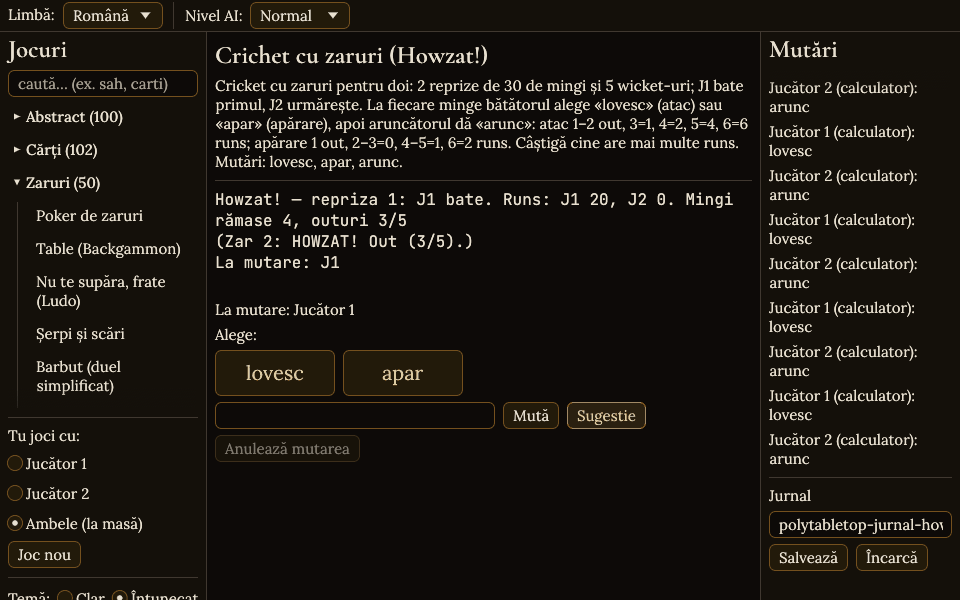 Limbă: Română ▼ Nivel AI: Normal ▼
Jocuri
caută... (ex. sah, carti)
▸ Abstract (100)
▸ Cărți (102)
▾ Zaruri (50)
Poker de zaruri
Table (Backgammon)
Nu te supăra, frate
(Ludo)
Șerpi și scări
Barbut (duel
simplificat)
Tu joci cu:
Jucător 1
Jucător 2
Ambele (la masă)
Joc nou
Temă: Clar Întunecat
Crichet cu zaruri (Howzat!)
Cricket cu zaruri pentru doi: 2 reprize de 30 de mingi și 5 wicket-uri; J1 bate
primul, J2 urmărește. La fiecare minge bătătorul alege «lovesc» (atac) sau
«apar» (apărare), apoi aruncătorul dă «arunc»: atac 1–2 out, 3=1, 4=2, 5=4, 6=6
runs; apărare 1 out, 2–3=0, 4–5=1, 6=2 runs. Câștigă cine are mai multe runs.
Mutări: lovesc, apar, arunc.
Howzat! — repriza 1: J1 bate. Runs: J1 20, J2 0. Mingi
rămase 4, outuri 3/5
(Zar 2: HOWZAT! Out (3/5).)
La mutare: J1
La mutare: Jucător 1
Alege:
lovesc apar
Mută Sugestie
Anulează mutarea
Mutări
Jucător 2 (calculator):
arunc
Jucător 1 (calculator):
lovesc
Jucător 2 (calculator):
arunc
Jucător 1 (calculator):
lovesc
Jucător 2 (calculator):
arunc
Jucător 1 (calculator):
lovesc
Jucător 2 (calculator):
arunc
Jucător 1 (calculator):
lovesc
Jucător 2 (calculator):
arunc
Jurnal
polytabletop-jurnal-how
Salvează Încarcă